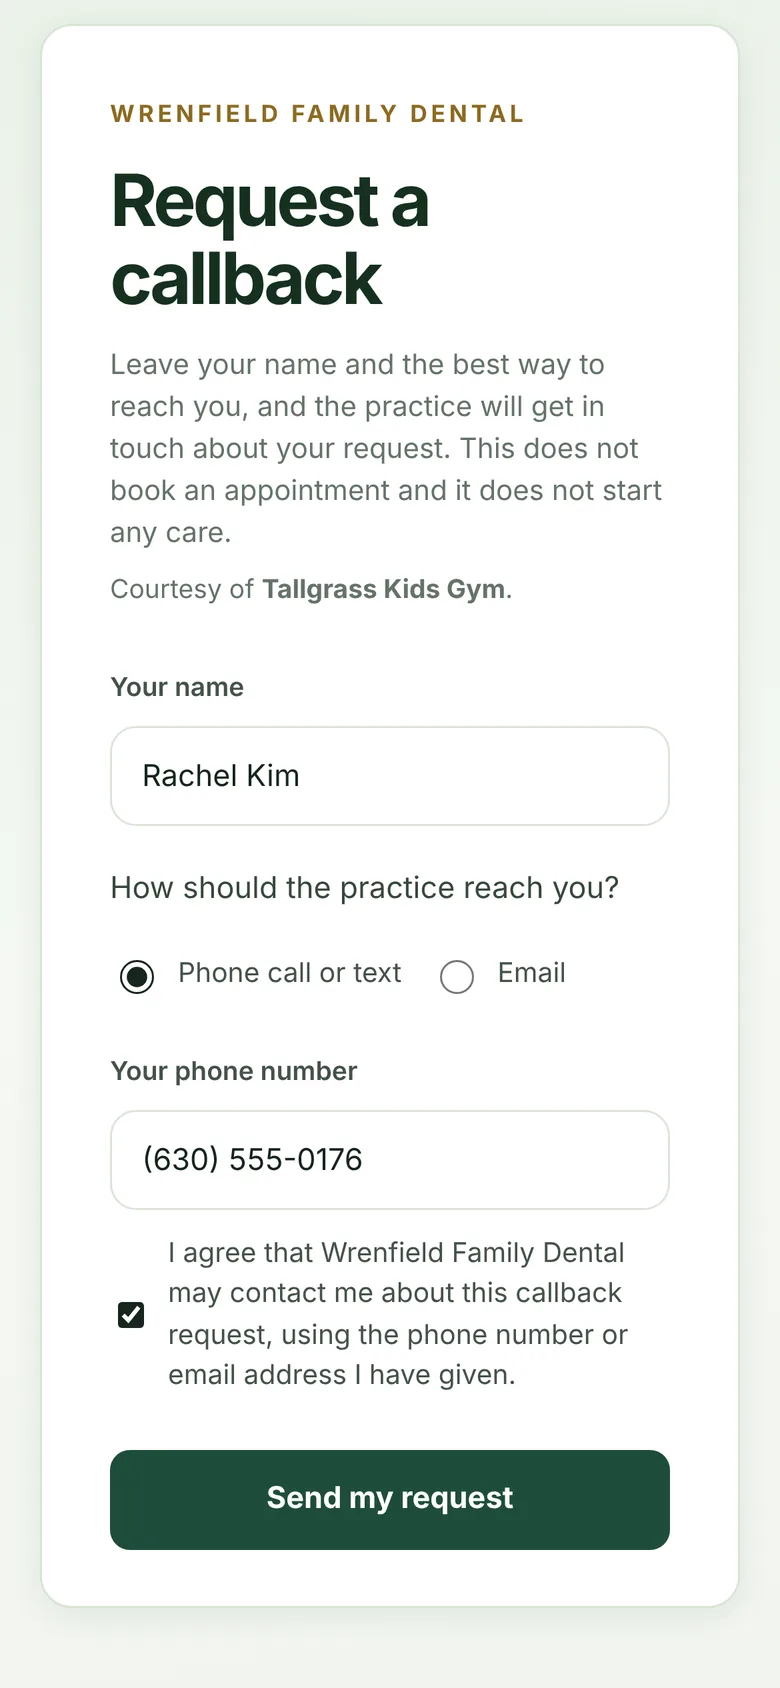 WRENFIELD FAMILY DENTAL
Request a
callback
Leave your name and the best way to
reach you, and the practice will get in
touch about your request. This does not
book an appointment and it does not start
any care.
Courtesy of Tallgrass Kids Gym.
Your name
Rachel Kim
How should the practice reach you?
Phone call or text Email
Your phone number
(630) 555-0176
I agree that Wrenfield Family Dental
may contact me about this callback
request, using the phone number or
email address I have given.
Send my request